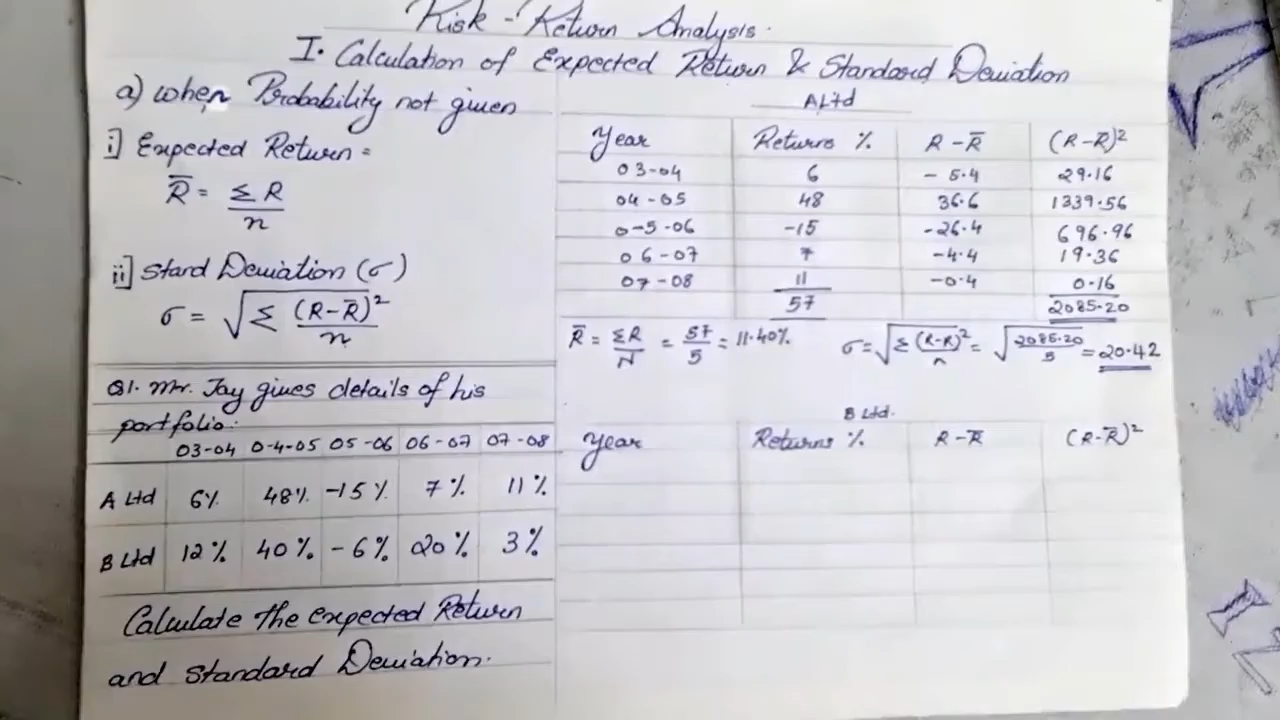 Risk - Return Analysis.
I. Calculation of Expected Return & Standard Deviation
a) when Probability not given
i] Expected Return =
R̅ = Σ R / n
ii] Stard Deviation (σ)
σ = √Σ (R-R̅)² / n
Q1. Mr. Jay gives details of his
portfolio:
03-04 0-4-05 05-06 06-07 07-08
A Ltd 6% 48% -15% 7% 11%
B Ltd 12% 40% -6% 20% 3%
Calculate the expected Return
and Standard Deviation.
A Ltd
Year Returns % R-R̅ (R-R̅)²
03-04 6 -5.4 29.16
04-05 48 36.6 1339.56
0-5-06 -15 -26.4 696.96
06-07 7 -4.4 19.36
07-08 11 -0.4 0.16
57 2085.20
R̅ = ΣR / N = 57 / 5 = 11.40% σ = √Σ (R-R)² / n = √2085.20 / 5 = 20.42
B Ltd.
Year Returns % R-R̅ (R-R̅)²